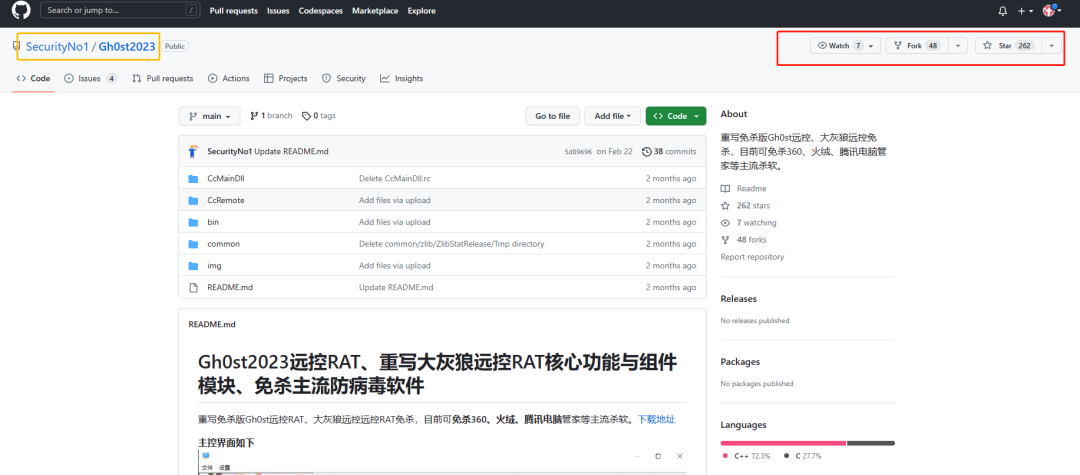 Search or jump to... /
Pull requests Issues Codespaces Marketplace Explore
SecurityNo1 / Gh0st2023 Public
Watch 7 Fork 48 Star 262
Code Issues 4 Pull requests Actions Projects Security Insights
main 1 branch 0 tags Go to file Add file Code
SecurityNo1 Update README.md 5d89696 on Feb 22 38 commits
CcMainDll Delete CcMainDll.rc 2 months ago
CcRemote Add files via upload 2 months ago
bin Add files via upload 2 months ago
common Delete common/zlib/ZlibStatRelease/Tmp directory 2 months ago
img Add files via upload 2 months ago
README.md Update README.md 2 months ago
README.md
Gh0st2023远控RAT、重写大灰狼远控RAT核心功能与组件
模块、免杀主流防病毒软件
重写免杀版Gh0st远控RAT、大灰狼远控远控RAT免杀，目前可免杀360、火绒、腾讯电脑管家等主流杀软。下载地址
主控界面如下
文件 设置
About
重写免杀版Gh0st远控、大灰狼远控免
杀，目前可免杀360、火绒、腾讯电脑管
家等主流杀软。
Readme
262 stars
7 watching
48 forks
Report repository
Releases
No releases published
Packages
No packages published
Languages
C++ 72.3% C 27.7%